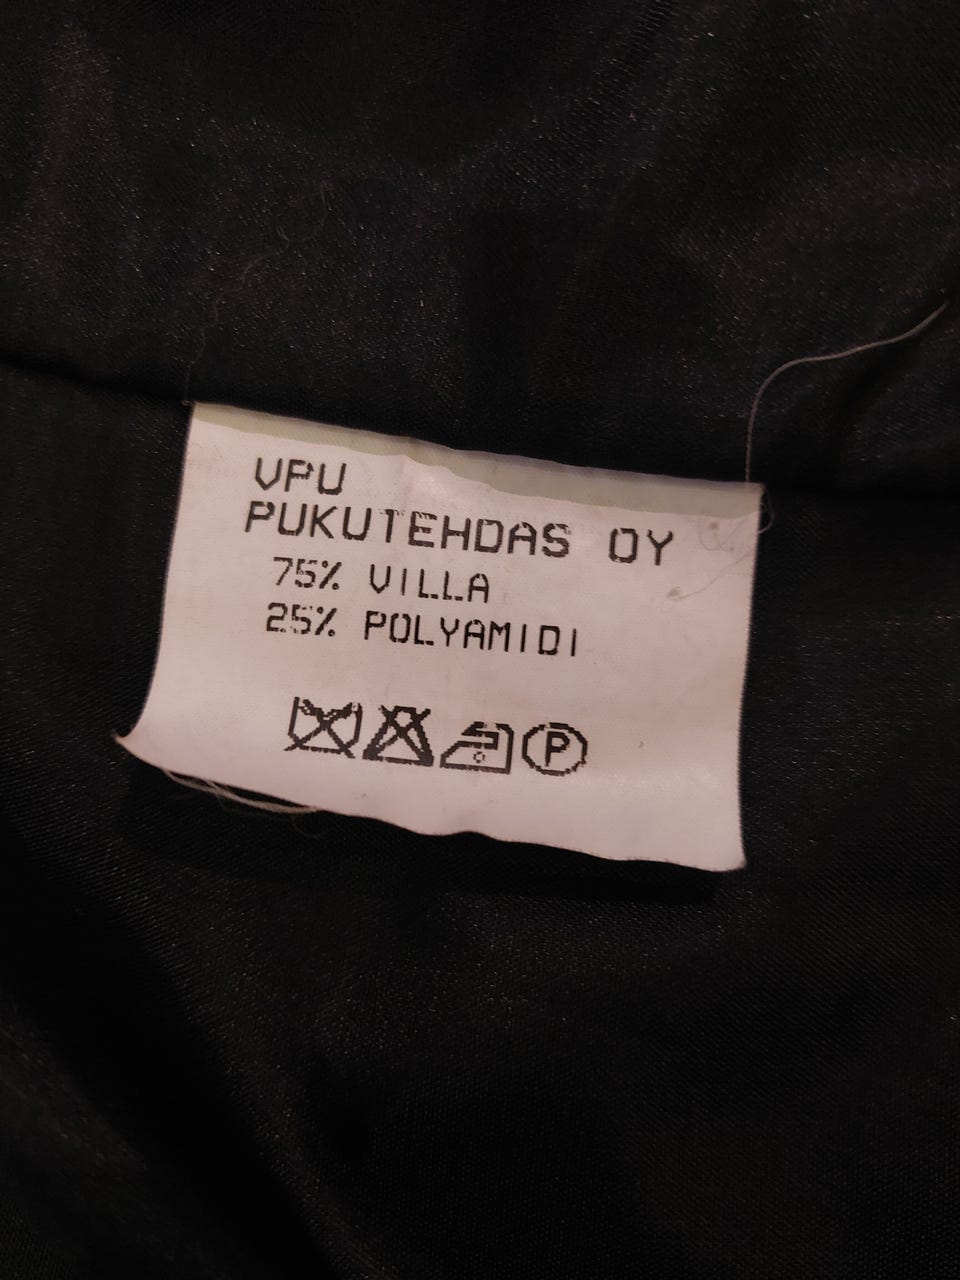 VPU
PUKUTEHDAS OY
75% VILLA
25% POLYAMIDI
P